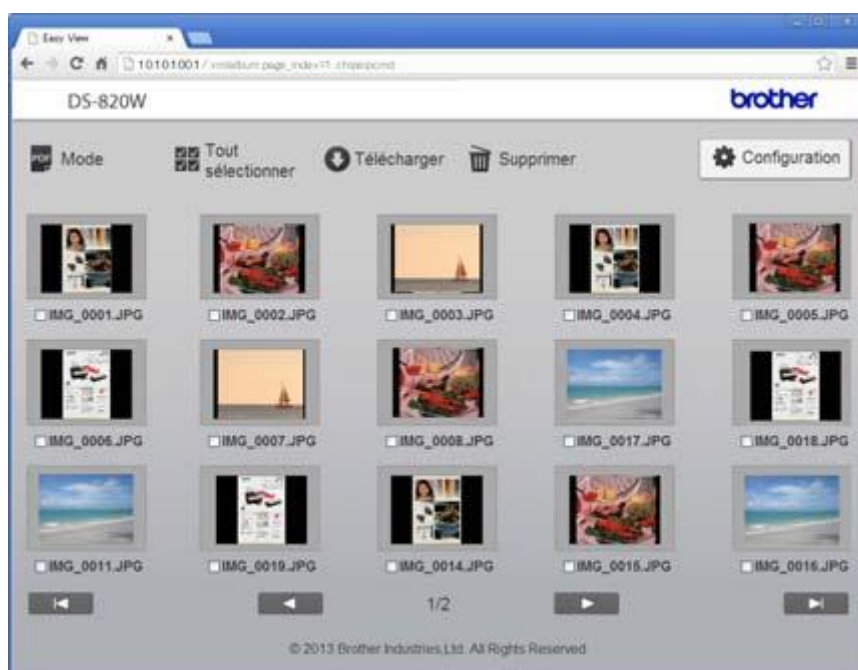 Easy View
10101001/
DS-820W
brother
PDF Mode
Tout
sélectionner
Télécharger
Supprimer
Configuration
IMG_0001.JPG IMG_0002.JPG IMG_0003.JPG IMG_0004.JPG IMG_0005.JPG
IMG_0006.JPG IMG_0007.JPG IMG_0008.JPG IMG_0017.JPG IMG_0018.JPG
IMG_0011.JPG IMG_0019.JPG IMG_0014.JPG IMG_0015.JPG IMG_0016.JPG
1/2
© 2013 Brother Industries,Ltd. All Rights Reserved.